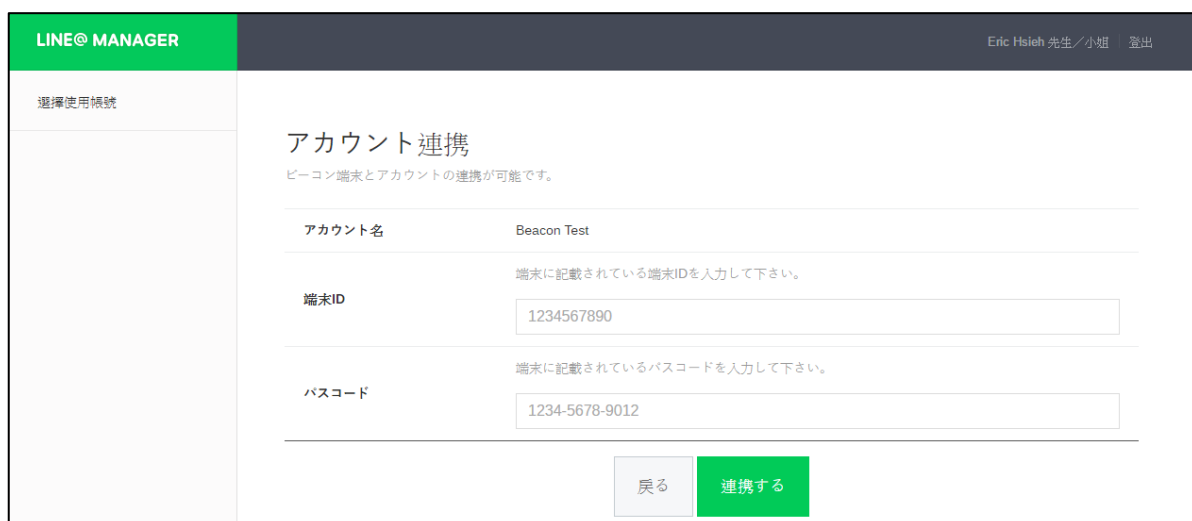 LINE@ MANAGER
Eric Hsieh 先生／小姐 登出
選擇使用帳號
アカウント連携
ビーコン端末とアカウントの連携が可能です。
アカウント名 Beacon Test
端末に記載されている端末IDを入力して下さい。
端末ID
1234567890
端末に記載されているパスコードを入力して下さい。
パスコード
1234-5678-9012
戻る 連携する